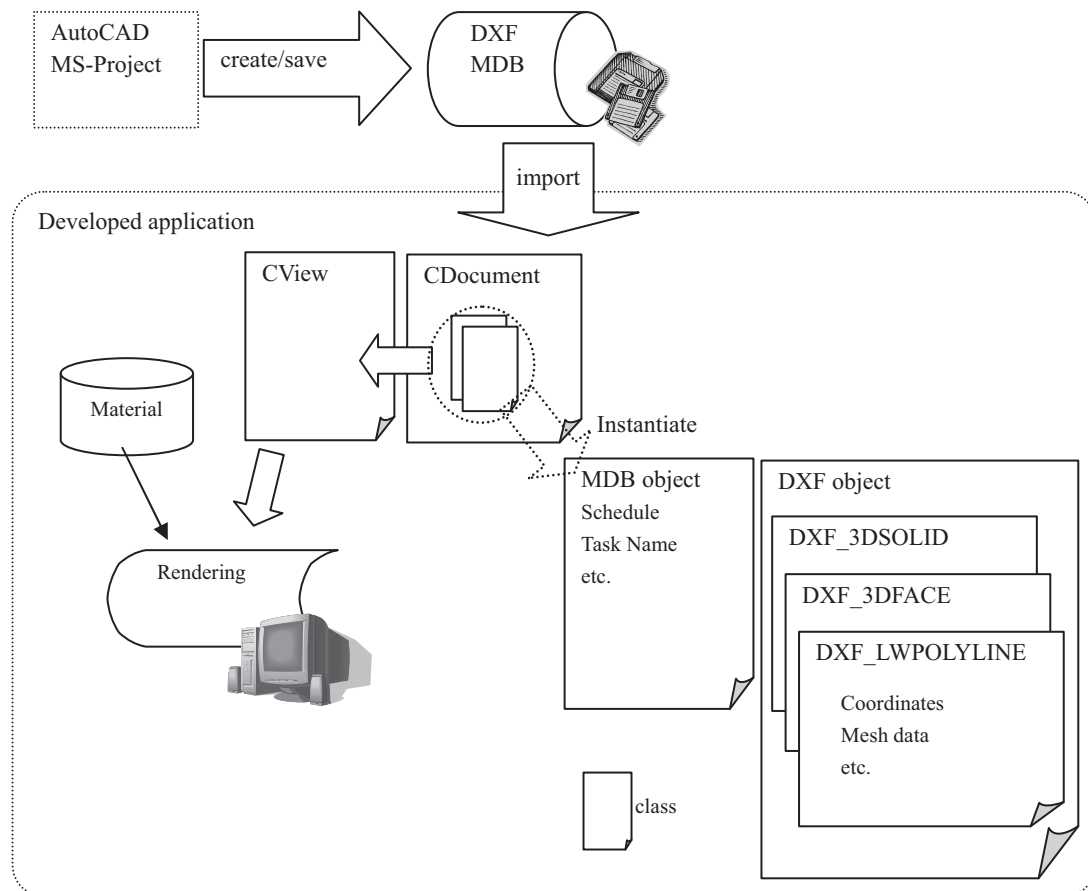 AutoCAD
MS-Project
create/save
DXF
MDB
import
Developed application
CView
CDocument
Material
Instantiate
MDB object
Schedule
Task Name
etc.
DXF object
DXF_3DSOLID
DXF_3DFACE
DXF_LWPOLYLINE
Coordinates
Mesh data
etc.
Rendering
class